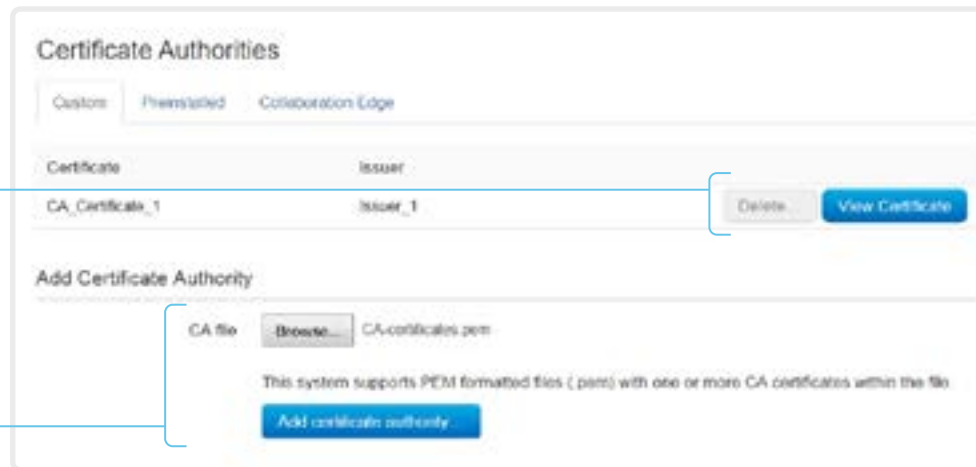 Certificate Authorities
Custom Preinstalled Collaboration Edge
Certificate Issuer
CA_Certificate_1 Issuer_1 Delete... View Certificate
Add Certificate Authority
CA file Browse... CA-certificates.pem
This system supports PEM formatted files (.pem) with one or more CA certificates within the file
Add certificate authority...